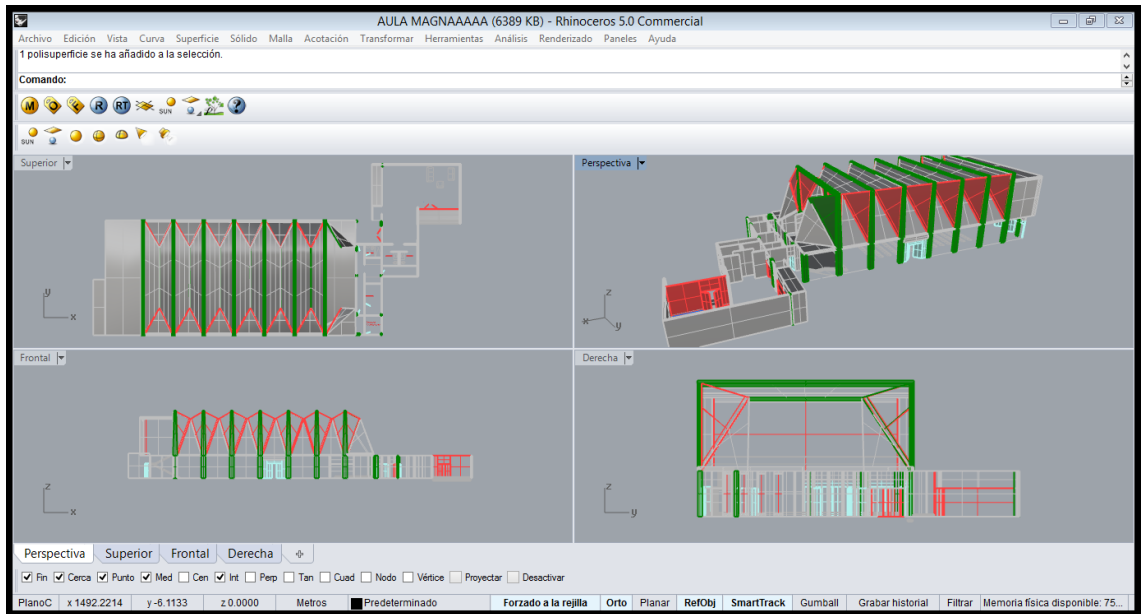 AULA MAGNAAAAA (6389 KB) - Rhinoceros 5.0 Commercial
Archivo Edición Vista Curva Superficie Sólido Malla Acotación Transformar Herramientas Análisis Renderizado Paneles Ayuda
1 polisuperficie se ha añadido a la selección.
Comando:
M R RT SUN ?
SUN
Superior
Perspectiva
y
x
z
x
y
Frontal
Derecha
z
x
z
y
Perspectiva Superior Frontal Derecha
Fin Cerca Punto Med Cen Int Perp Tan Cuad Nodo Vértice Proyectar Desactivar
PlanoC x 1492.2214 y -6.1133 z 0.0000 Metros Predeterminado Forzado a la rejilla Orto Planar RefObj SmartTrack Gumball Grabar historial Filtrar Memoria física disponible: 75...